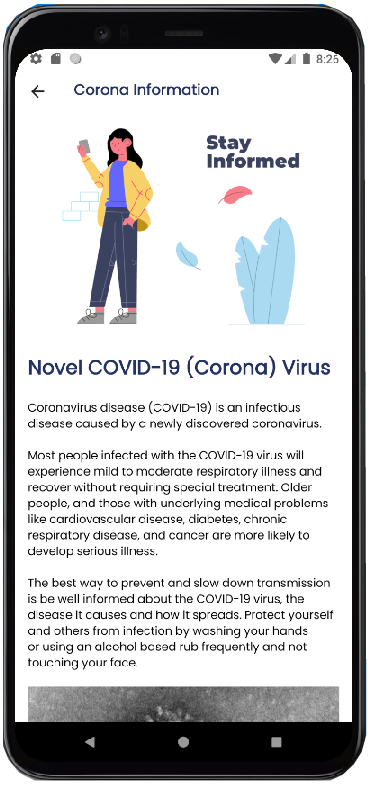 8:26
Corona Information
Stay
Informed
Novel COVID-19 (Corona) Virus
Coronavirus disease (COVID-19) is an infectious
disease caused by a newly discovered coronavirus.
Most people infected with the COVID-19 virus will
experience mild to moderate respiratory illness and
recover without requiring special treatment. Older
people, and those with underlying medical problems
like cardiovascular disease, diabetes, chronic
respiratory disease, and cancer are more likely to
develop serious illness.
The best way to prevent and slow down transmission
is be well informed about the COVID-19 virus, the
disease it causes and how it spreads. Protect yourself
and others from infection by washing your hands
or using an alcohol based rub frequently and not
touching your face.